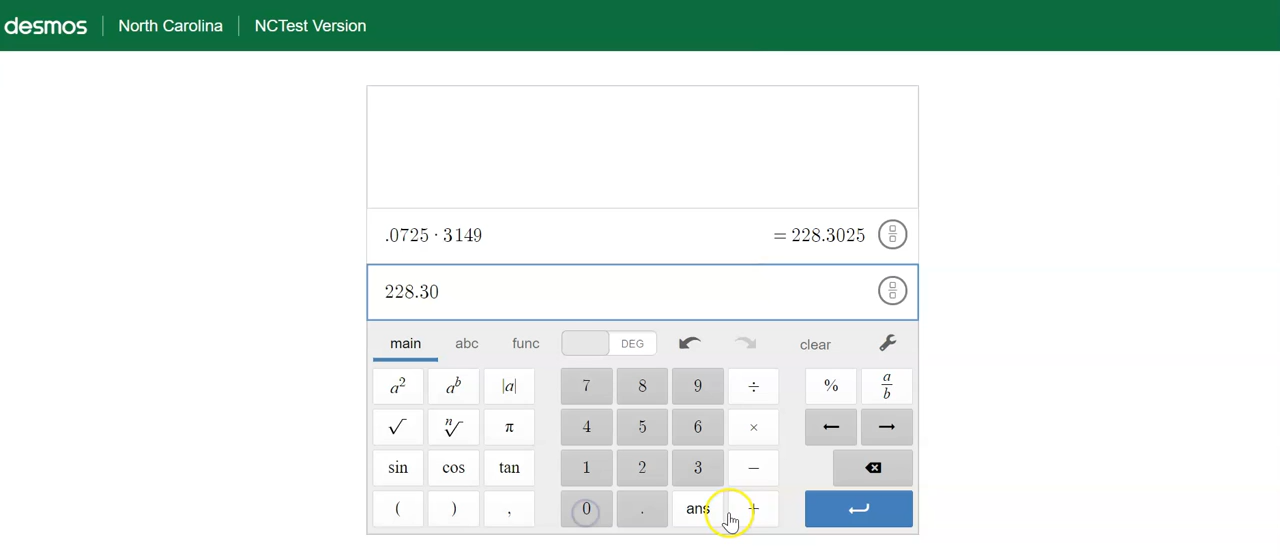 desmos North Carolina NCTest Version
.0725 · 3149 = 228.3025
228.30
main abc func DEG clear
a² aᵇ |a| 7 8 9 ÷ % a/b
√ ⁿ√ π 4 5 6 × ← →
sin cos tan 1 2 3 −
( ) , 0 . ans +